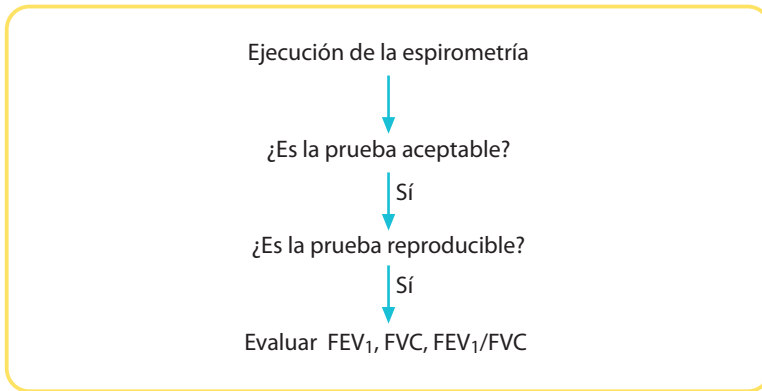 Ejecución de la espirometría
¿Es la prueba aceptable?
Sí
¿Es la prueba reproducible?
Sí
Evaluar FEV₁, FVC, FEV₁/FVC